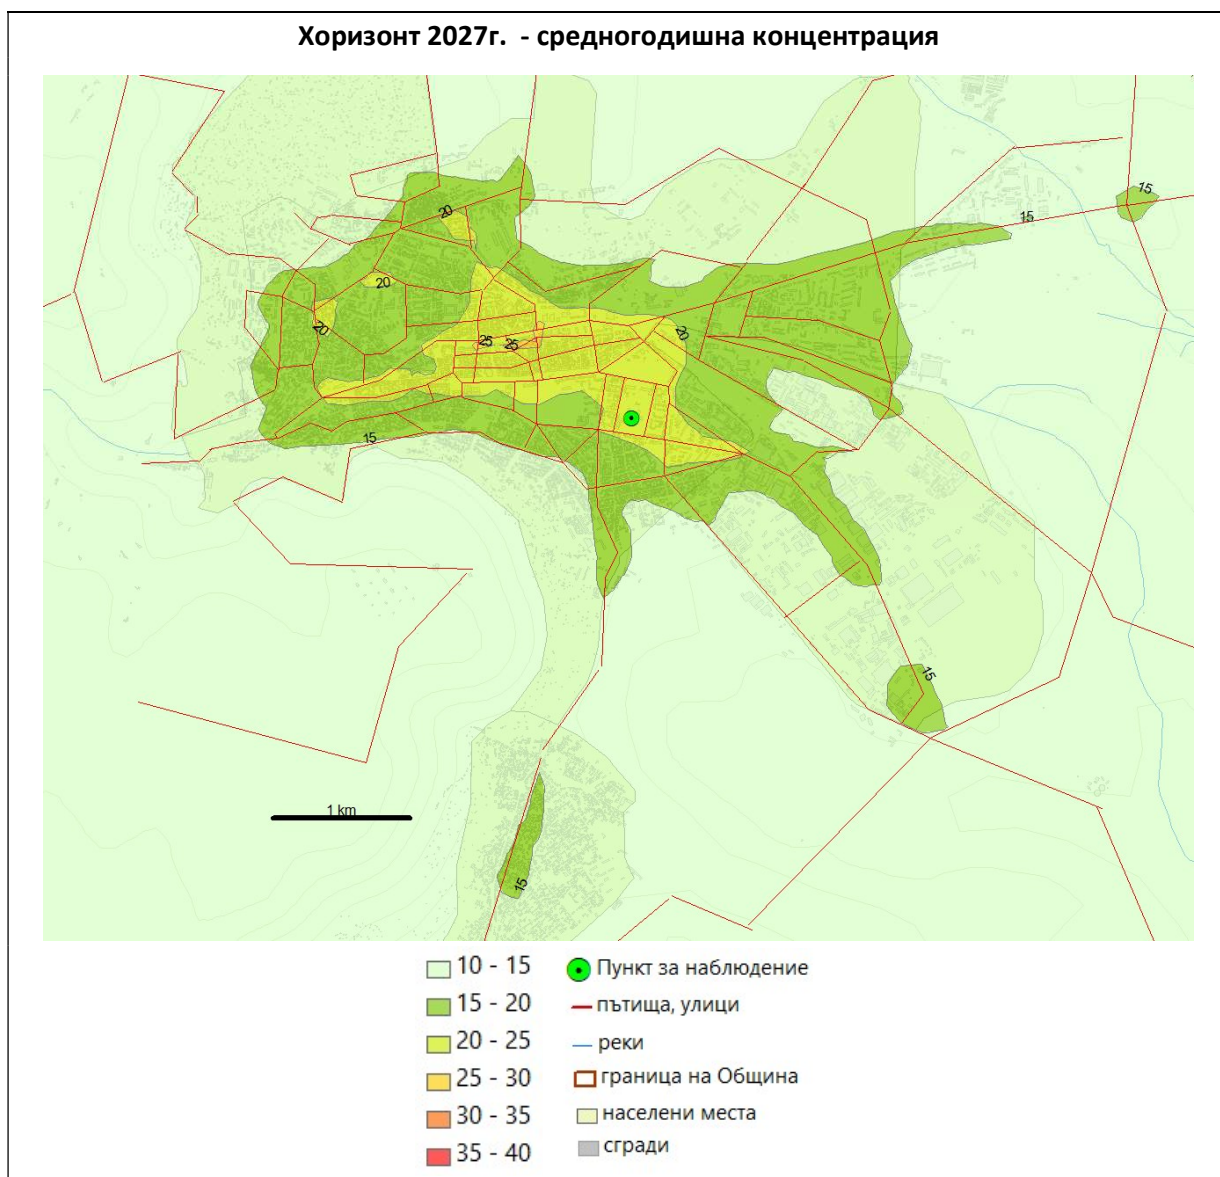 Хоризонт 2027г. - средногодишна концентрация
15
15
20
20
20
20
25
25
15
15
1 km
15
10 - 15
Пункт за наблюдение
15 - 20
пътища, улици
20 - 25
реки
25 - 30
граница на Община
30 - 35
населени места
35 - 40
сгради